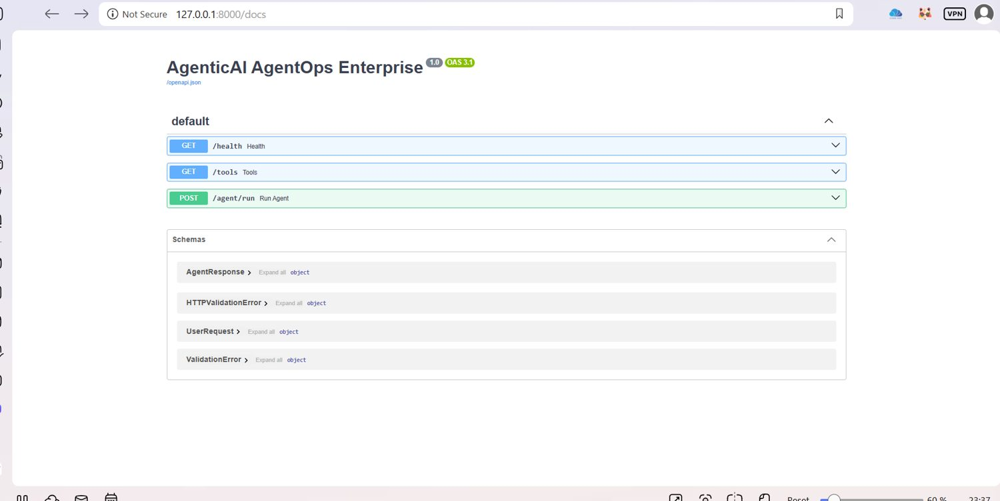 Not Secure 127.0.0.1:8000/docs
VPN
AgenticAI AgentOps Enterprise 1.0 OAS 3.1
/openapi.json
default
GET /health Health
GET /tools Tools
POST /agent/run Run Agent
Schemas
AgentResponse Expand all object
HTTPValidationError Expand all object
UserRequest Expand all object
ValidationError Expand all object
Reset 60 % 23:37